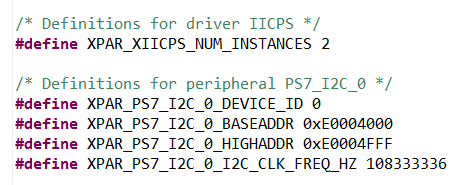 /* Definitions for driver IICPS */
#define XPAR_XIICPS_NUM_INSTANCES 2
/* Definitions for peripheral PS7_I2C_0 */
#define XPAR_PS7_I2C_0_DEVICE_ID 0
#define XPAR_PS7_I2C_0_BASEADDR 0xE0004000
#define XPAR_PS7_I2C_0_HIGHADDR 0xE0004FFF
#define XPAR_PS7_I2C_0_I2C_CLK_FREQ_HZ 108333336